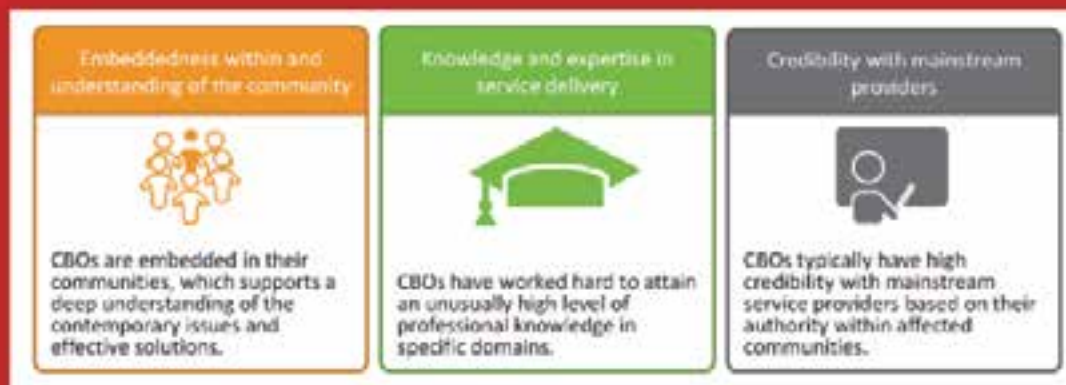 Embeddedness within and
understanding of the community
CBOs are embedded in their
communities, which supports a
deep understanding of the
contemporary issues and
effective solutions.
Knowledge and expertise in
service delivery
CBOs have worked hard to attain
an unusually high level of
professional knowledge in
specific domains.
Credibility with mainstream
providers
CBOs typically have high
credibility with mainstream
service providers based on their
authority within affected
communities.